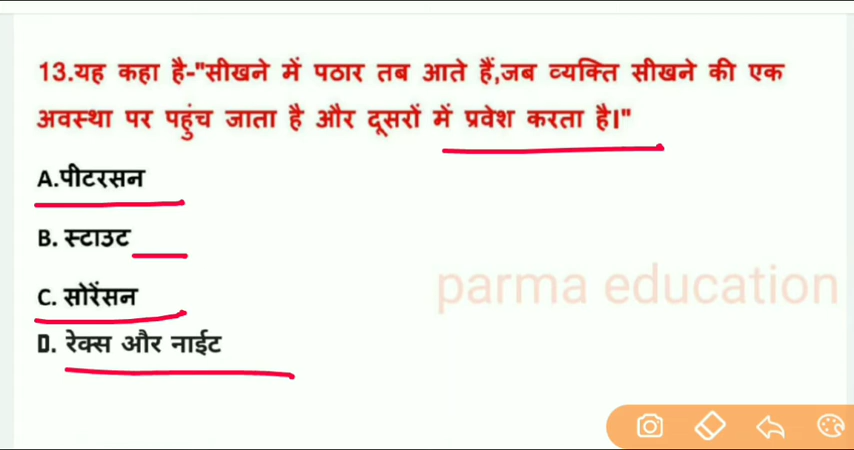 13.यह कहा है-"सीखने में पठार तब आते हैं,जब व्यक्ति सीखने की एक
अवस्था पर पहुंच जाता है और दूसरों में प्रवेश करता है।"
A.पीटरसन
B. स्टाउट
C. सोरेंसन
parma education
D. रेक्स और नाईट